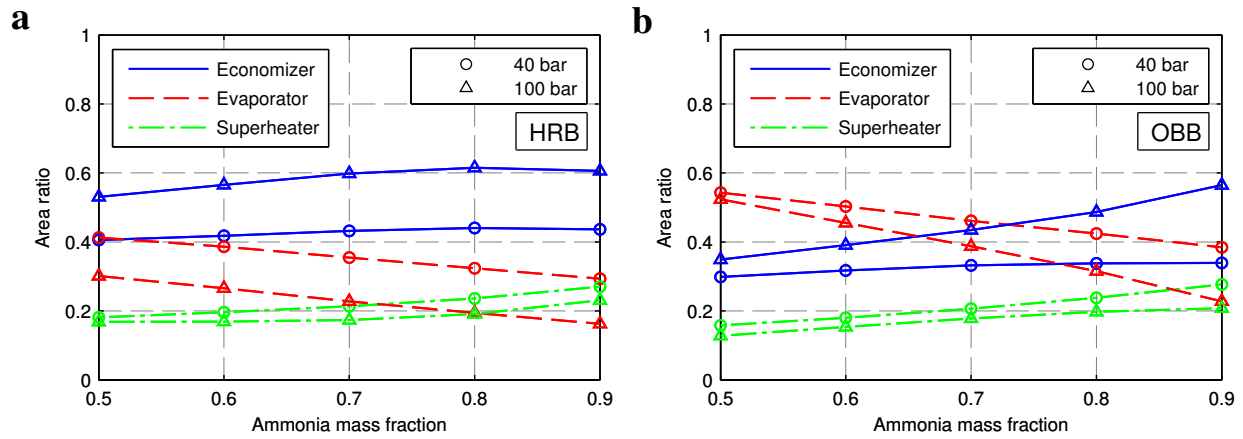 a
Area ratio
1
0.8
0.6
0.4
0.2
0
0.5
0.6
0.7
0.8
0.9
Ammonia mass fraction
Economizer
Evaporator
Superheater
40 bar
100 bar
HRB
b
Area ratio
1
0.8
0.6
0.4
0.2
0
0.5
0.6
0.7
0.8
0.9
Ammonia mass fraction
Economizer
Evaporator
Superheater
40 bar
100 bar
OBB